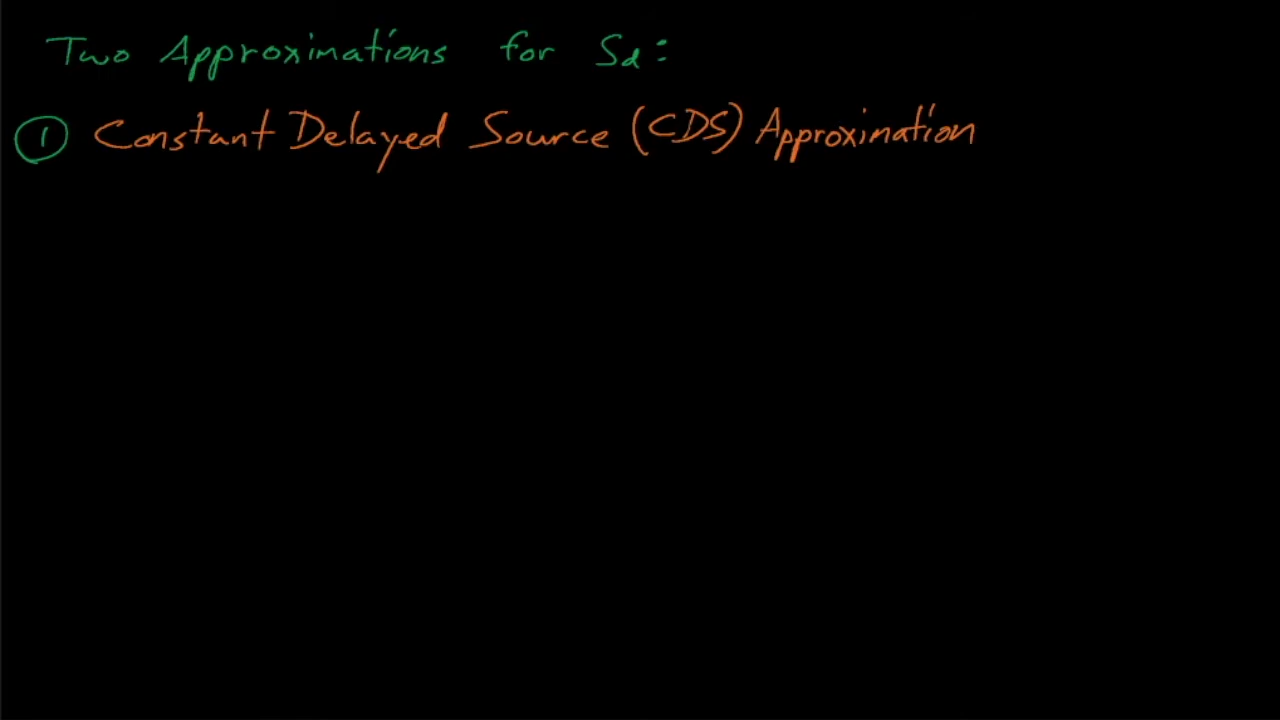 Two Approximations for Sd:
① Constant Delayed Source (CDS) Approximation